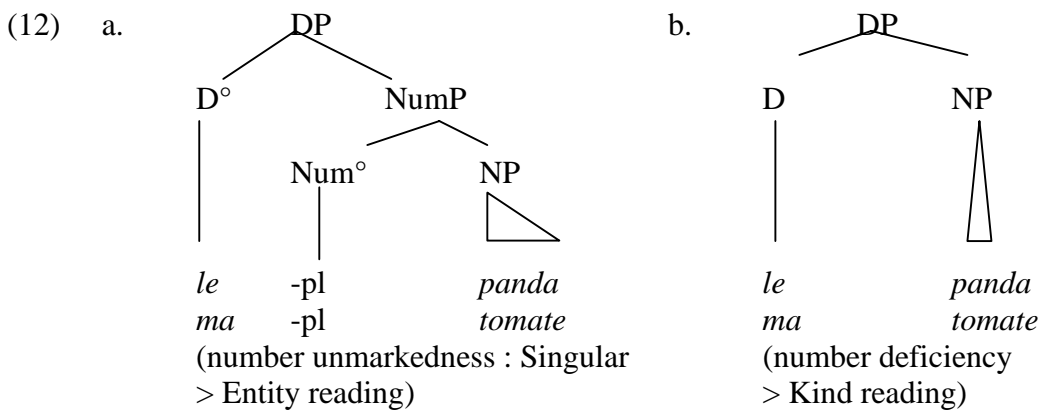 (12) a. DP b. DP
D° NumP D NP
Num° NP
le -pl panda le panda
ma -pl tomate ma tomate
(number unmarkedness : Singular (number deficiency
> Entity reading) > Kind reading)